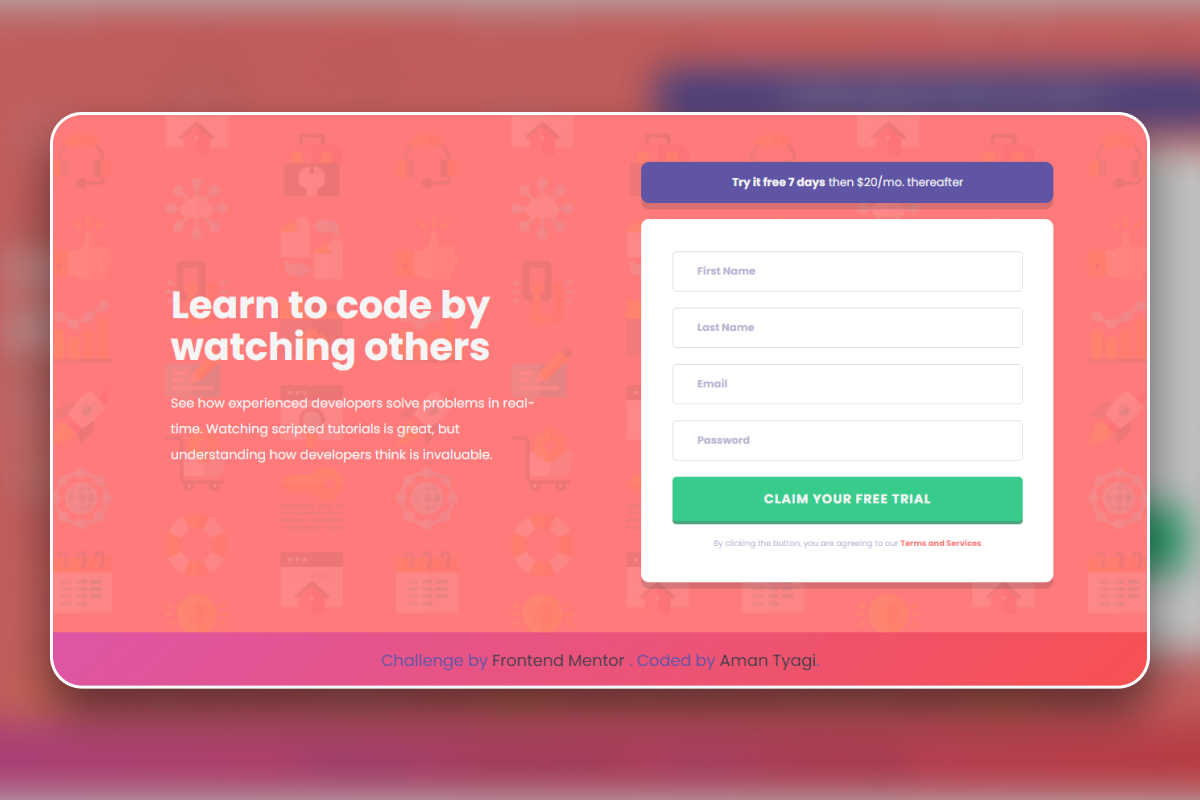 Learn to code by
watching others
See how experienced developers solve problems in real-
time. Watching scripted tutorials is great, but
understanding how developers think is invaluable.
Try it free 7 days then $20/mo. thereafter
First Name
Last Name
Email
Password
CLAIM YOUR FREE TRIAL
By clicking the button, you are agreeing to our Terms and Services
Challenge by Frontend Mentor . Coded by Aman Tyagi.